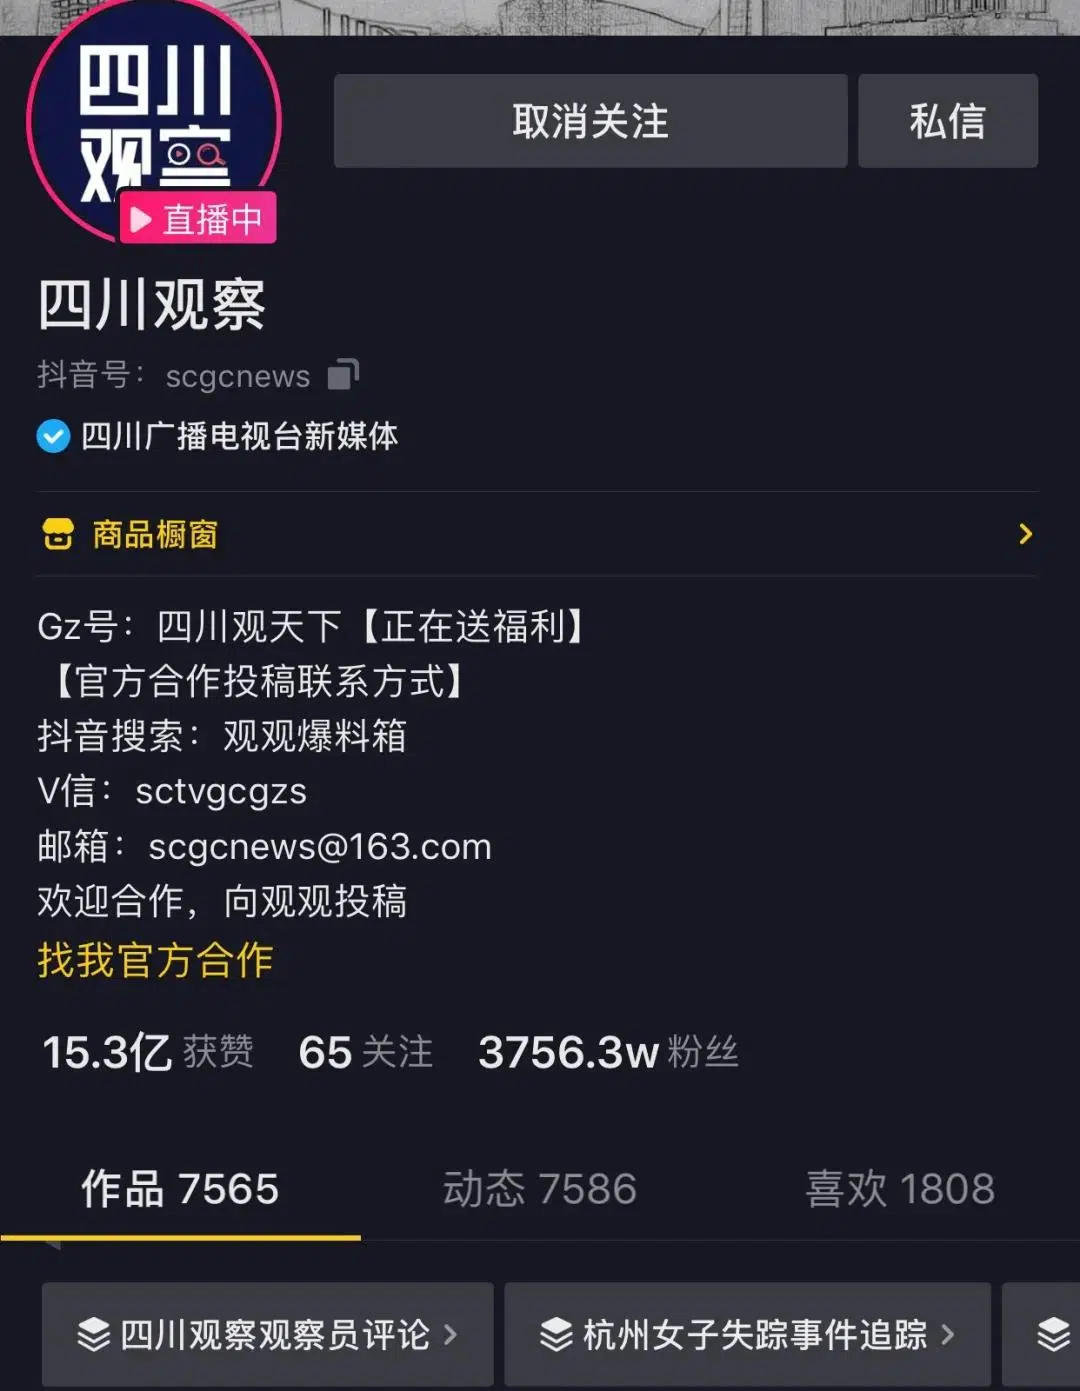 四川
观察
直播中
取消关注
私信
四川观察
抖音号：scgcnews
四川广播电视台新媒体
商品橱窗
Gz号：四川观天下【正在送福利】
【官方合作投稿联系方式】
抖音搜索：观观爆料箱
V信：sctvgcgzs
邮箱：scgcnews@163.com
欢迎合作，向观观投稿
找我官方合作
15.3亿 获赞 65 关注 3756.3w 粉丝
作品 7565 动态 7586 喜欢 1808
四川观察观察员评论 杭州女子失踪事件追踪